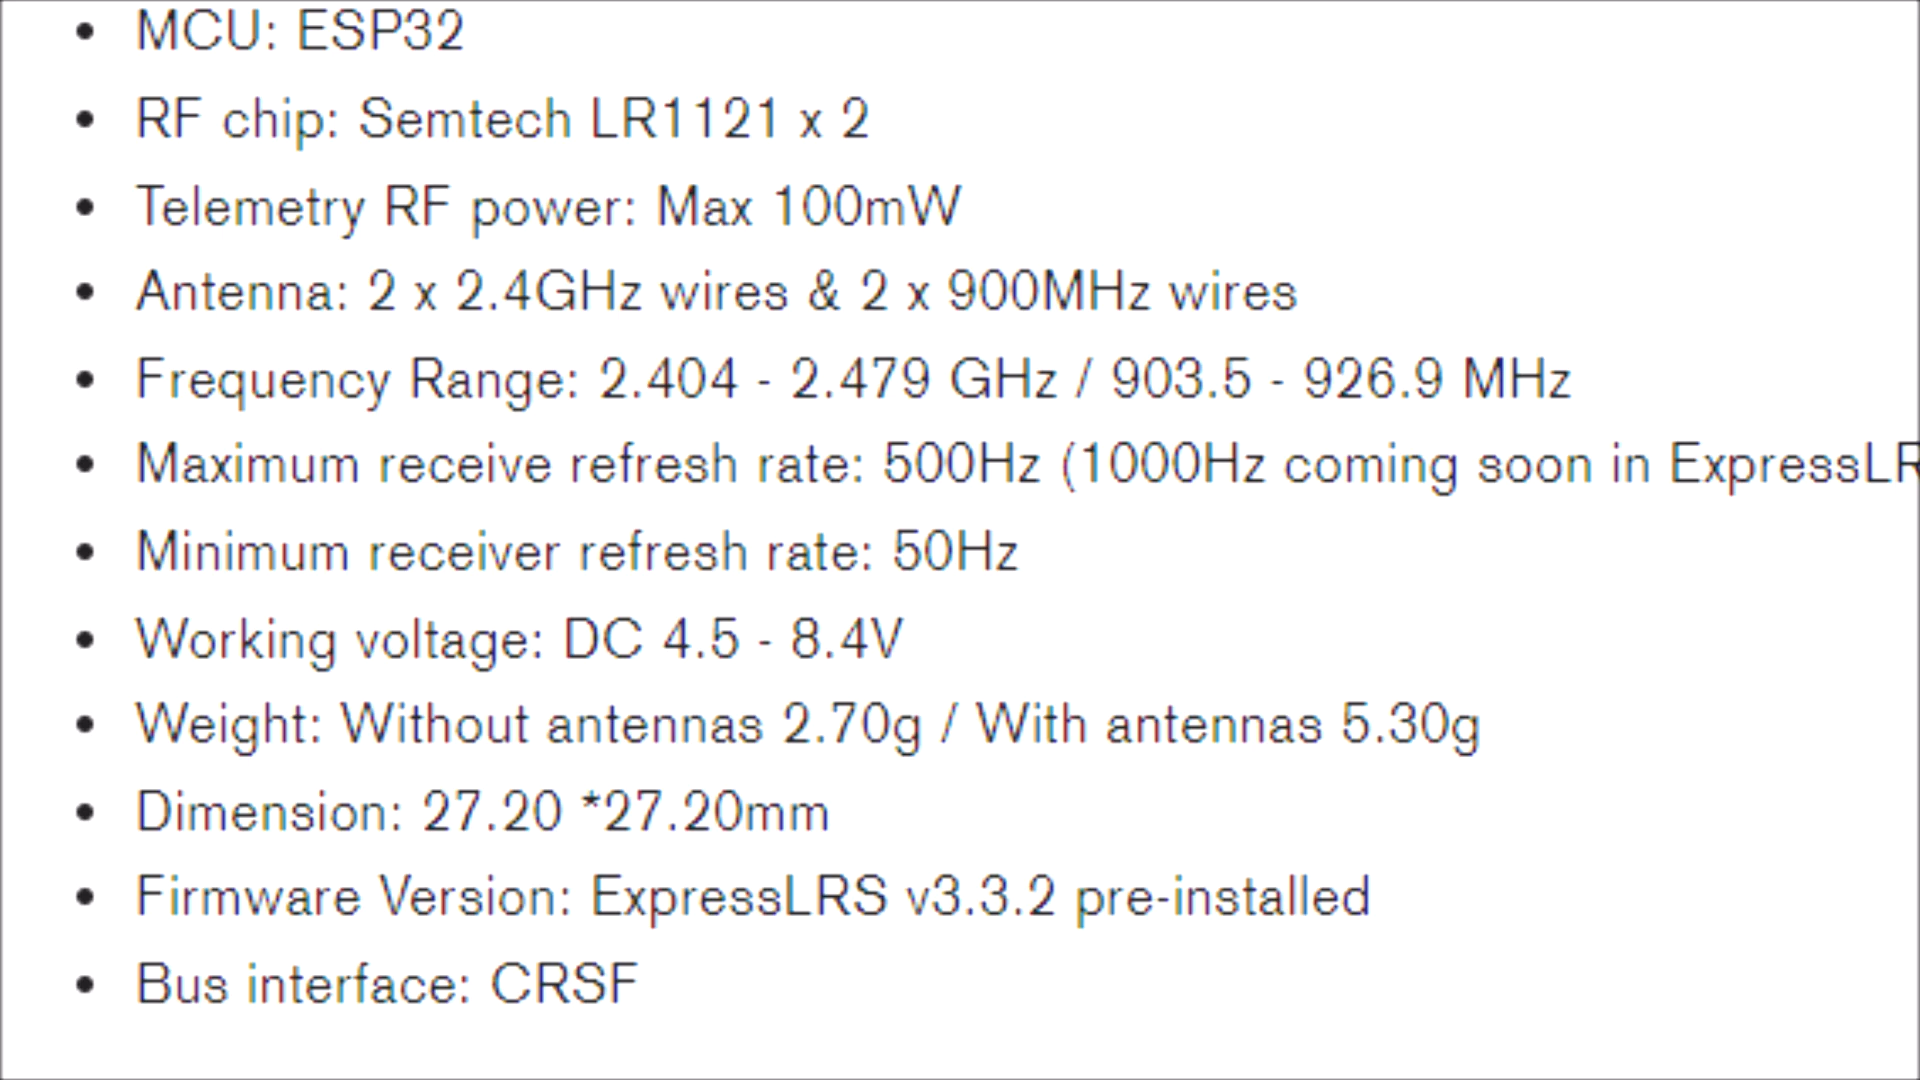 • MCU: ESP32
• RF chip: Semtech LR1121 x 2
• Telemetry RF power: Max 100mW
• Antenna: 2 x 2.4GHz wires & 2 x 900MHz wires
• Frequency Range: 2.404 - 2.479 GHz / 903.5 - 926.9 MHz
• Maximum receive refresh rate: 500Hz (1000Hz coming soon in ExpressLR
• Minimum receiver refresh rate: 50Hz
• Working voltage: DC 4.5 - 8.4V
• Weight: Without antennas 2.70g / With antennas 5.30g
• Dimension: 27.20 *27.20mm
• Firmware Version: ExpressLRS v3.3.2 pre-installed
• Bus interface: CRSF